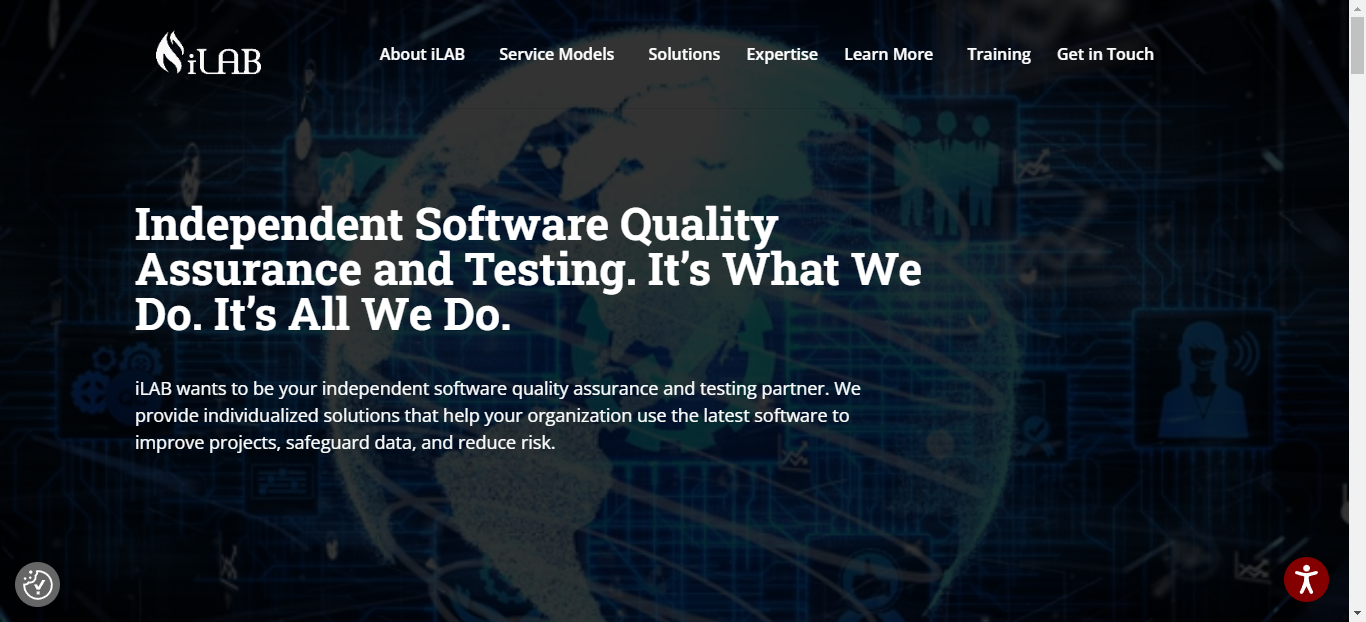 iLAB
About iLAB
Service Models
Solutions
Expertise
Learn More
Training
Get in Touch
Independent Software Quality
Assurance and Testing. It’s What We
Do. It’s All We Do.
iLAB wants to be your independent software quality assurance and testing partner. We
provide individualized solutions that help your organization use the latest software to
improve projects, safeguard data, and reduce risk.